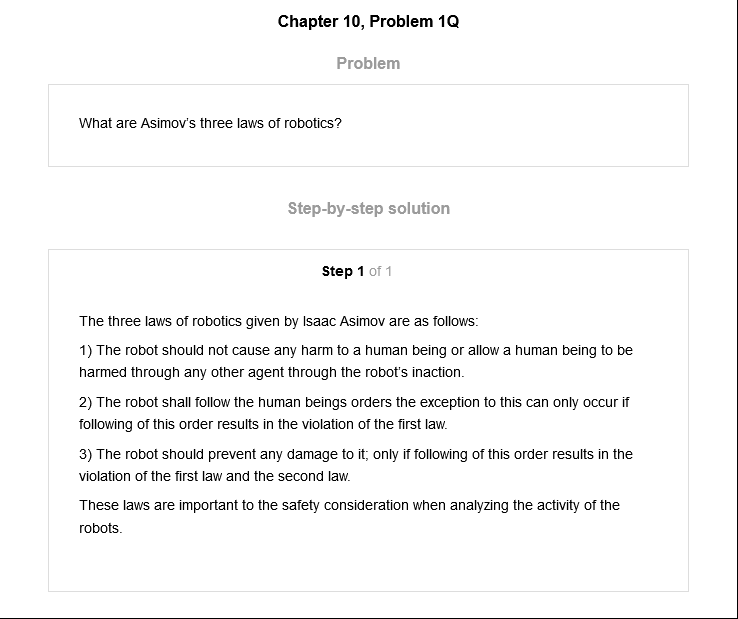 Chapter 10, Problem 1Q
Problem
What are Asimov's three laws of robotics?
Step-by-step solution
Step 1 of 1
The three laws of robotics given by Isaac Asimov are as follows:
1) The robot should not cause any harm to a human being or allow a human being to be
harmed through any other agent through the robot's inaction.
2) The robot shall follow the human beings orders the exception to this can only occur if
following of this order results in the violation of the first law.
3) The robot should prevent any damage to it; only if following of this order results in the
violation of the first law and the second law.
These laws are important to the safety consideration when analyzing the activity of the
robots.